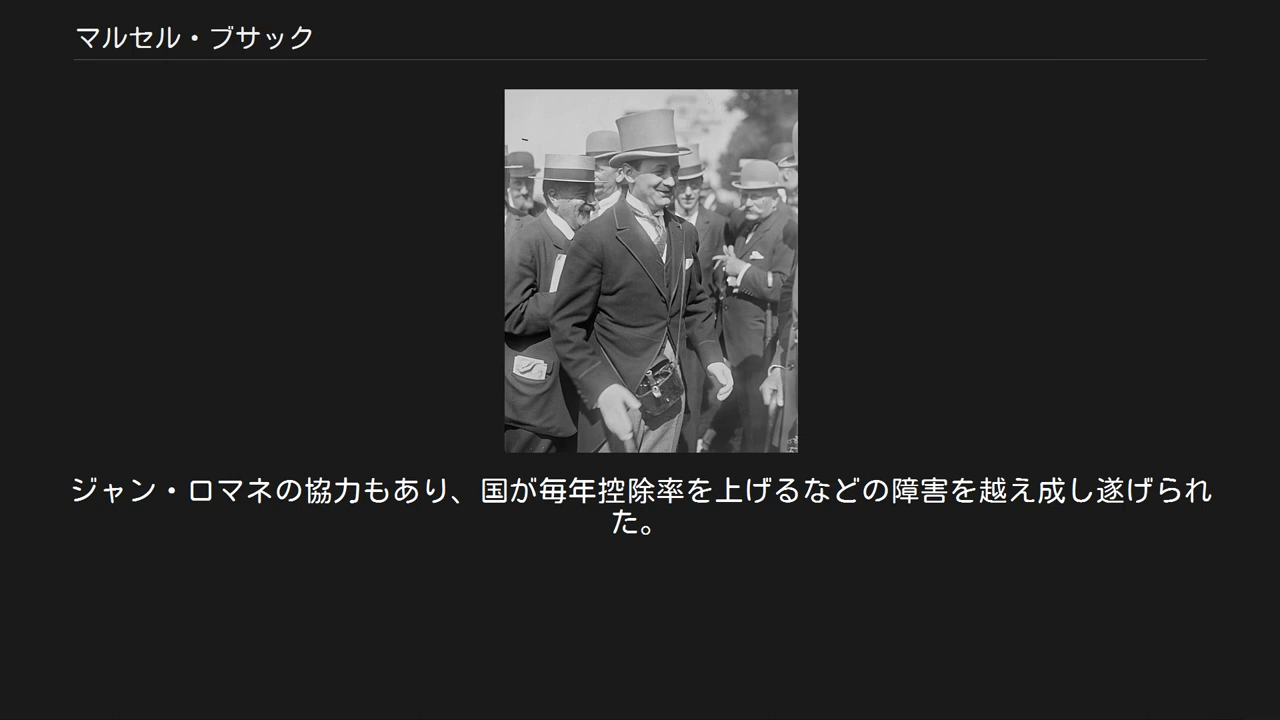 マルセル・ブサック
ジャン・ロマネの協力もあり、国が毎年控除率を上げるなどの障害を越え成し遂げられ
た。